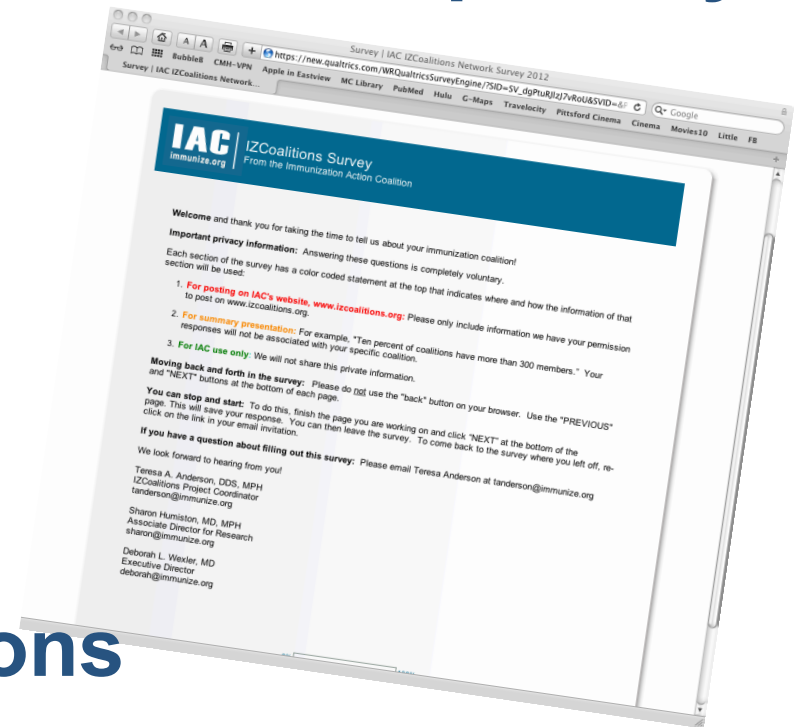 Survey | IAC IZCoalitions Network Survey 2012
A A + https://new.qualtrics.com/WRQualtricsSurveyEngine/?SID=SV_dgPtuRJlzJ7vRoU&SVID=& Google
BubbleB CMH-VPN Apple in Eastview MC Library PubMed Hulu G-Maps Travelocity Pittsford Cinema Cinema Movies10 Little FB
Survey | IAC IZCoalitions Network...
IAC
immunize.org
IZCoalitions Survey
From the Immunization Action Coalition
Welcome and thank you for taking the time to tell us about your immunization coalition!
Important privacy information: Answering these questions is completely voluntary.
Each section of the survey has a color coded statement at the top that indicates where and how the information of that
section will be used:
1. For posting on IAC's website, www.izcoalitions.org: Please only include information we have your permission
to post on www.izcoalitions.org.
2. For summary presentation: For example, "Ten percent of coalitions have more than 300 members." Your
responses will not be associated with your specific coalition.
3. For IAC use only: We will not share this private information.
Moving back and forth in the survey: Please do not use the "back" button on your browser. Use the "PREVIOUS"
and "NEXT" buttons at the bottom of each page.
You can stop and start: To do this, finish the page you are working on and click "NEXT" at the bottom of the
page. This will save your response. You can then leave the survey. To come back to the survey where you left off, re-
click on the link in your email invitation.
If you have a question about filling out this survey: Please email Teresa Anderson at tanderson@immunize.org
We look forward to hearing from you!
Teresa A. Anderson, DDS, MPH
IZCoalitions Project Coordinator
tanderson@immunize.org
Sharon Humiston, MD, MPH
Associate Director for Research
sharon@immunize.org
Deborah L. Wexler, MD
Executive Director
deborah@immunize.org
ons